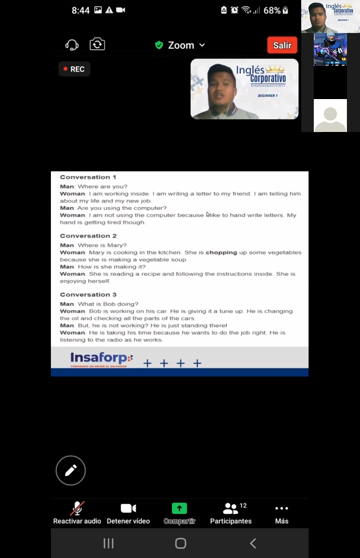 8:44
68%
Zoom
Salir
REC
Inglés
Corporativo
BEGINNER 1
Inglés
Corporativo
Conversation 1
Man: Where are you?
Woman: I am working inside. I am writing a letter to my friend. I am telling him
about my life and my new job.
Man: Are you using the computer?
Woman: I am not using the computer because I like to hand write letters. My
hand is getting tired though.
Conversation 2
Man: Where is Mary?
Woman: Mary is cooking in the kitchen. She is chopping up some vegetables
because she is making a vegetable soup.
Man: How is she making it?
Woman: She is reading a recipe and following the instructions inside. She is
enjoying herself.
Conversation 3
Man: What is Bob doing?
Woman: Bob is working on his car. He is giving it a tune up. He is changing
the oil and checking all the parts of the cars.
Man: But, he is not working? He is just standing there!
Woman: He is taking his time because he wants to do the job right. He is
listening to the radio as he works.
Insaforp
12
Reactivar audio
Detener vídeo
Compartir
Participantes
Más